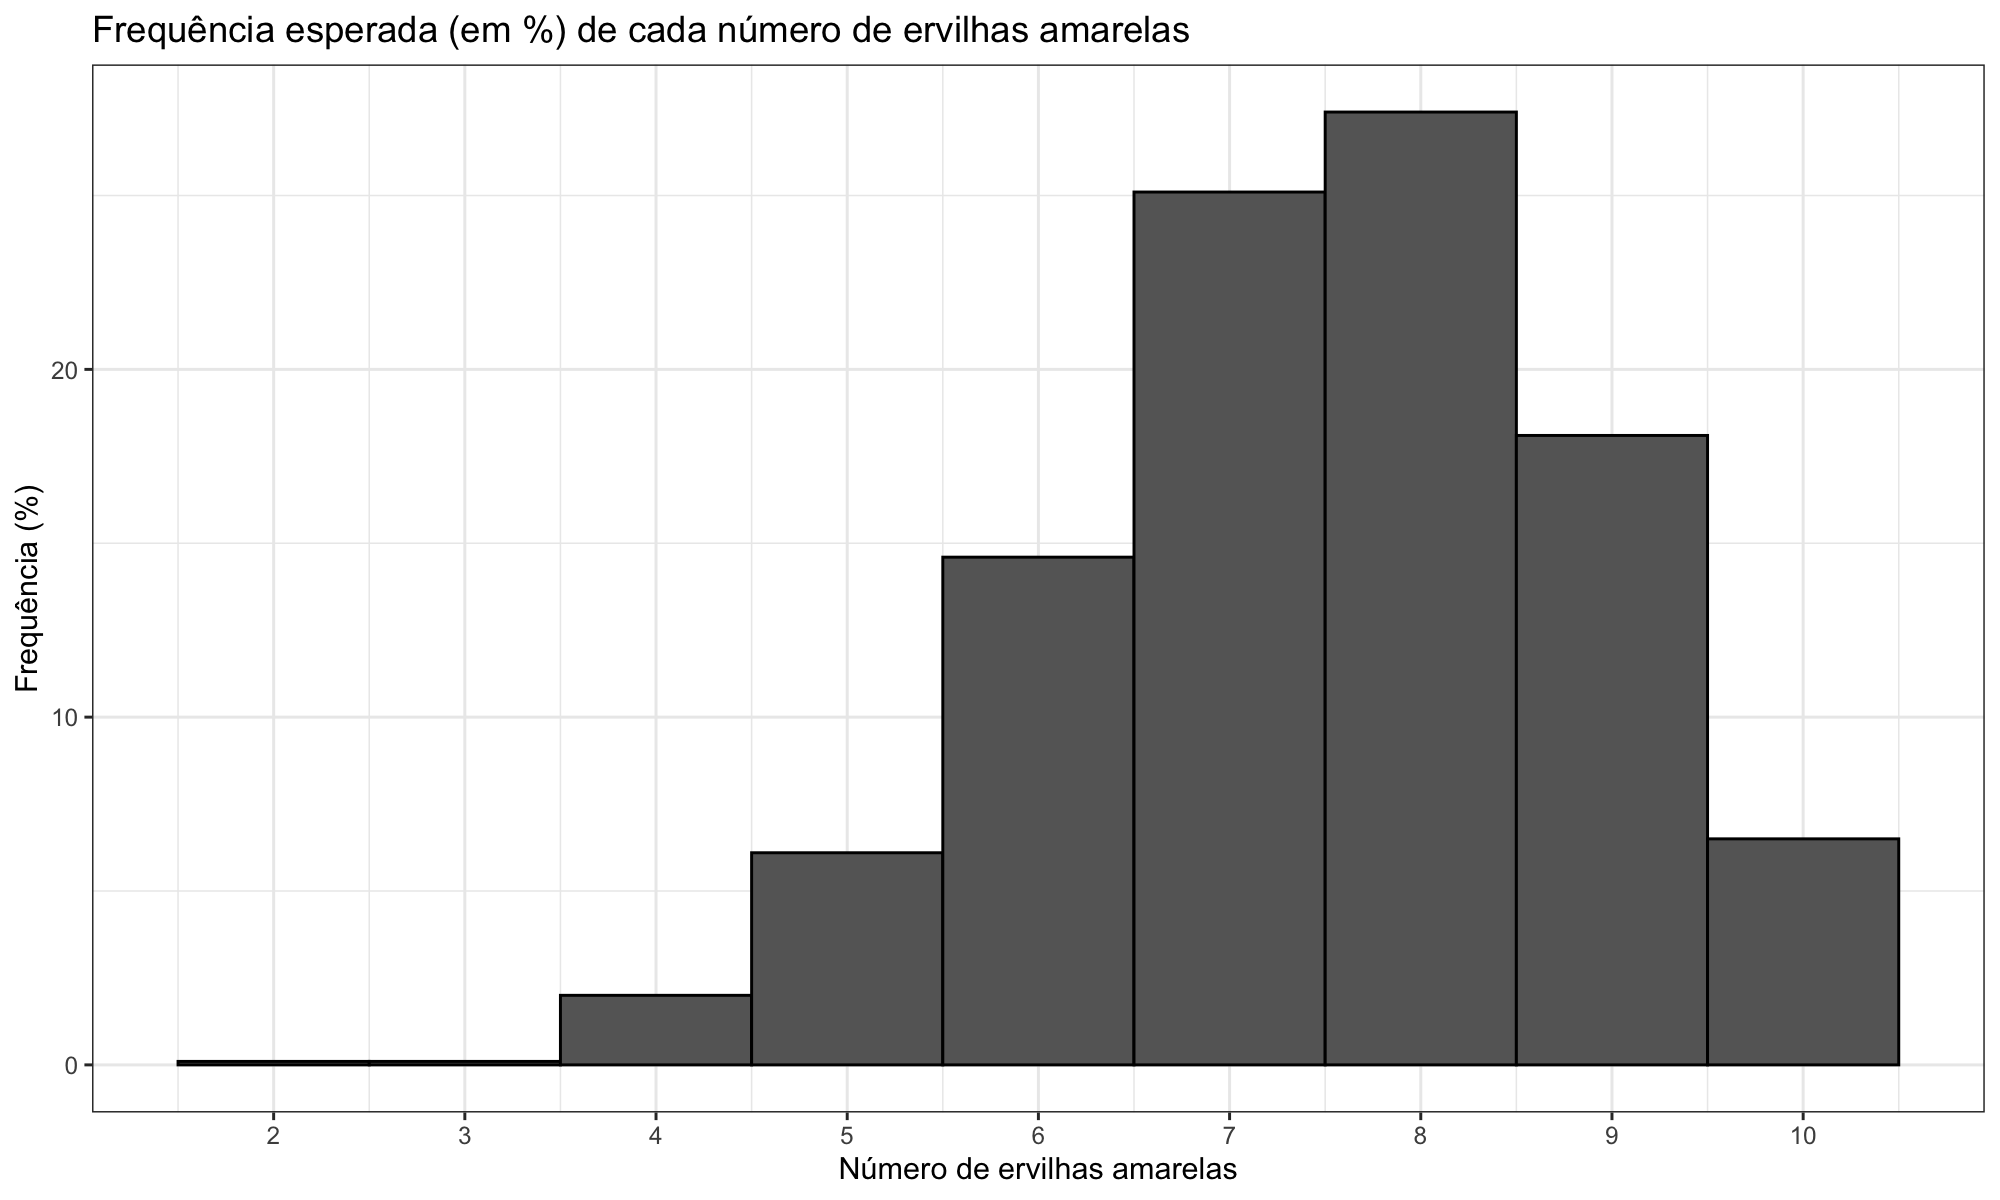 Frequência esperada (em %) de cada número de ervilhas amarelas
Frequência (%)
20
10
0
2 3 4 5 6 7 8 9 10
Número de ervilhas amarelas